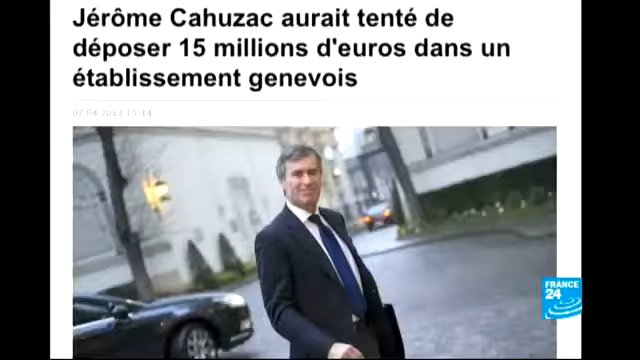 Jérôme Cahuzac aurait tenté de
déposer 15 millions d'euros dans un
établissement genevois
FRANCE
24